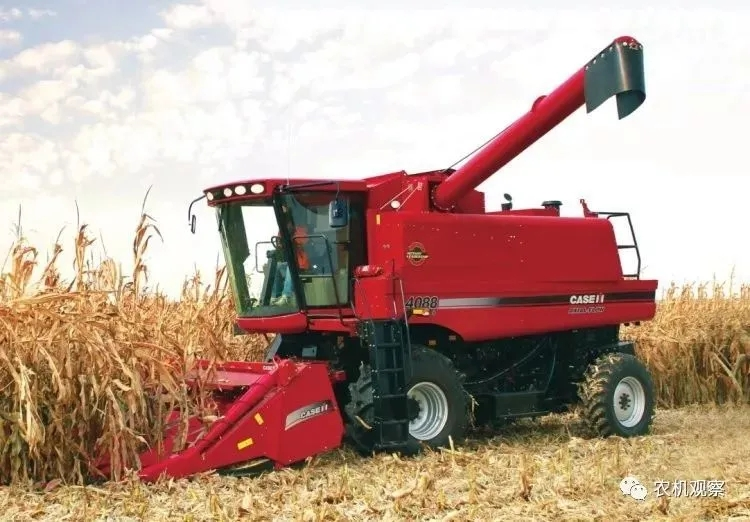 4088
CASE IH
AXIAL-FLOW
CASE IH
农机观察